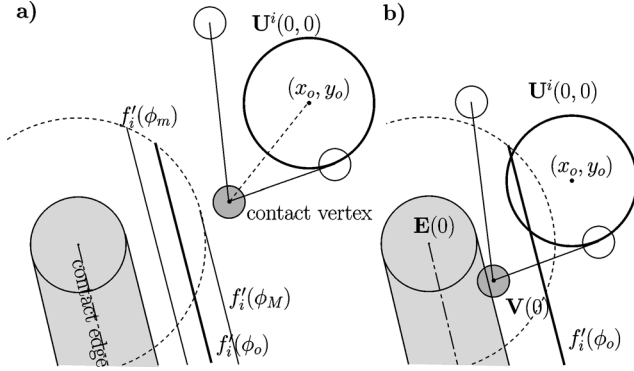 a)
U^i(0, 0)
(x_o, y_o)
f'_i(φ_m)
contact vertex
contact edge
f'_i(φ_M)
f'_i(φ_o)
b)
U^i(0, 0)
(x_o, y_o)
E(0)
V(0)
f'_i(φ_o)